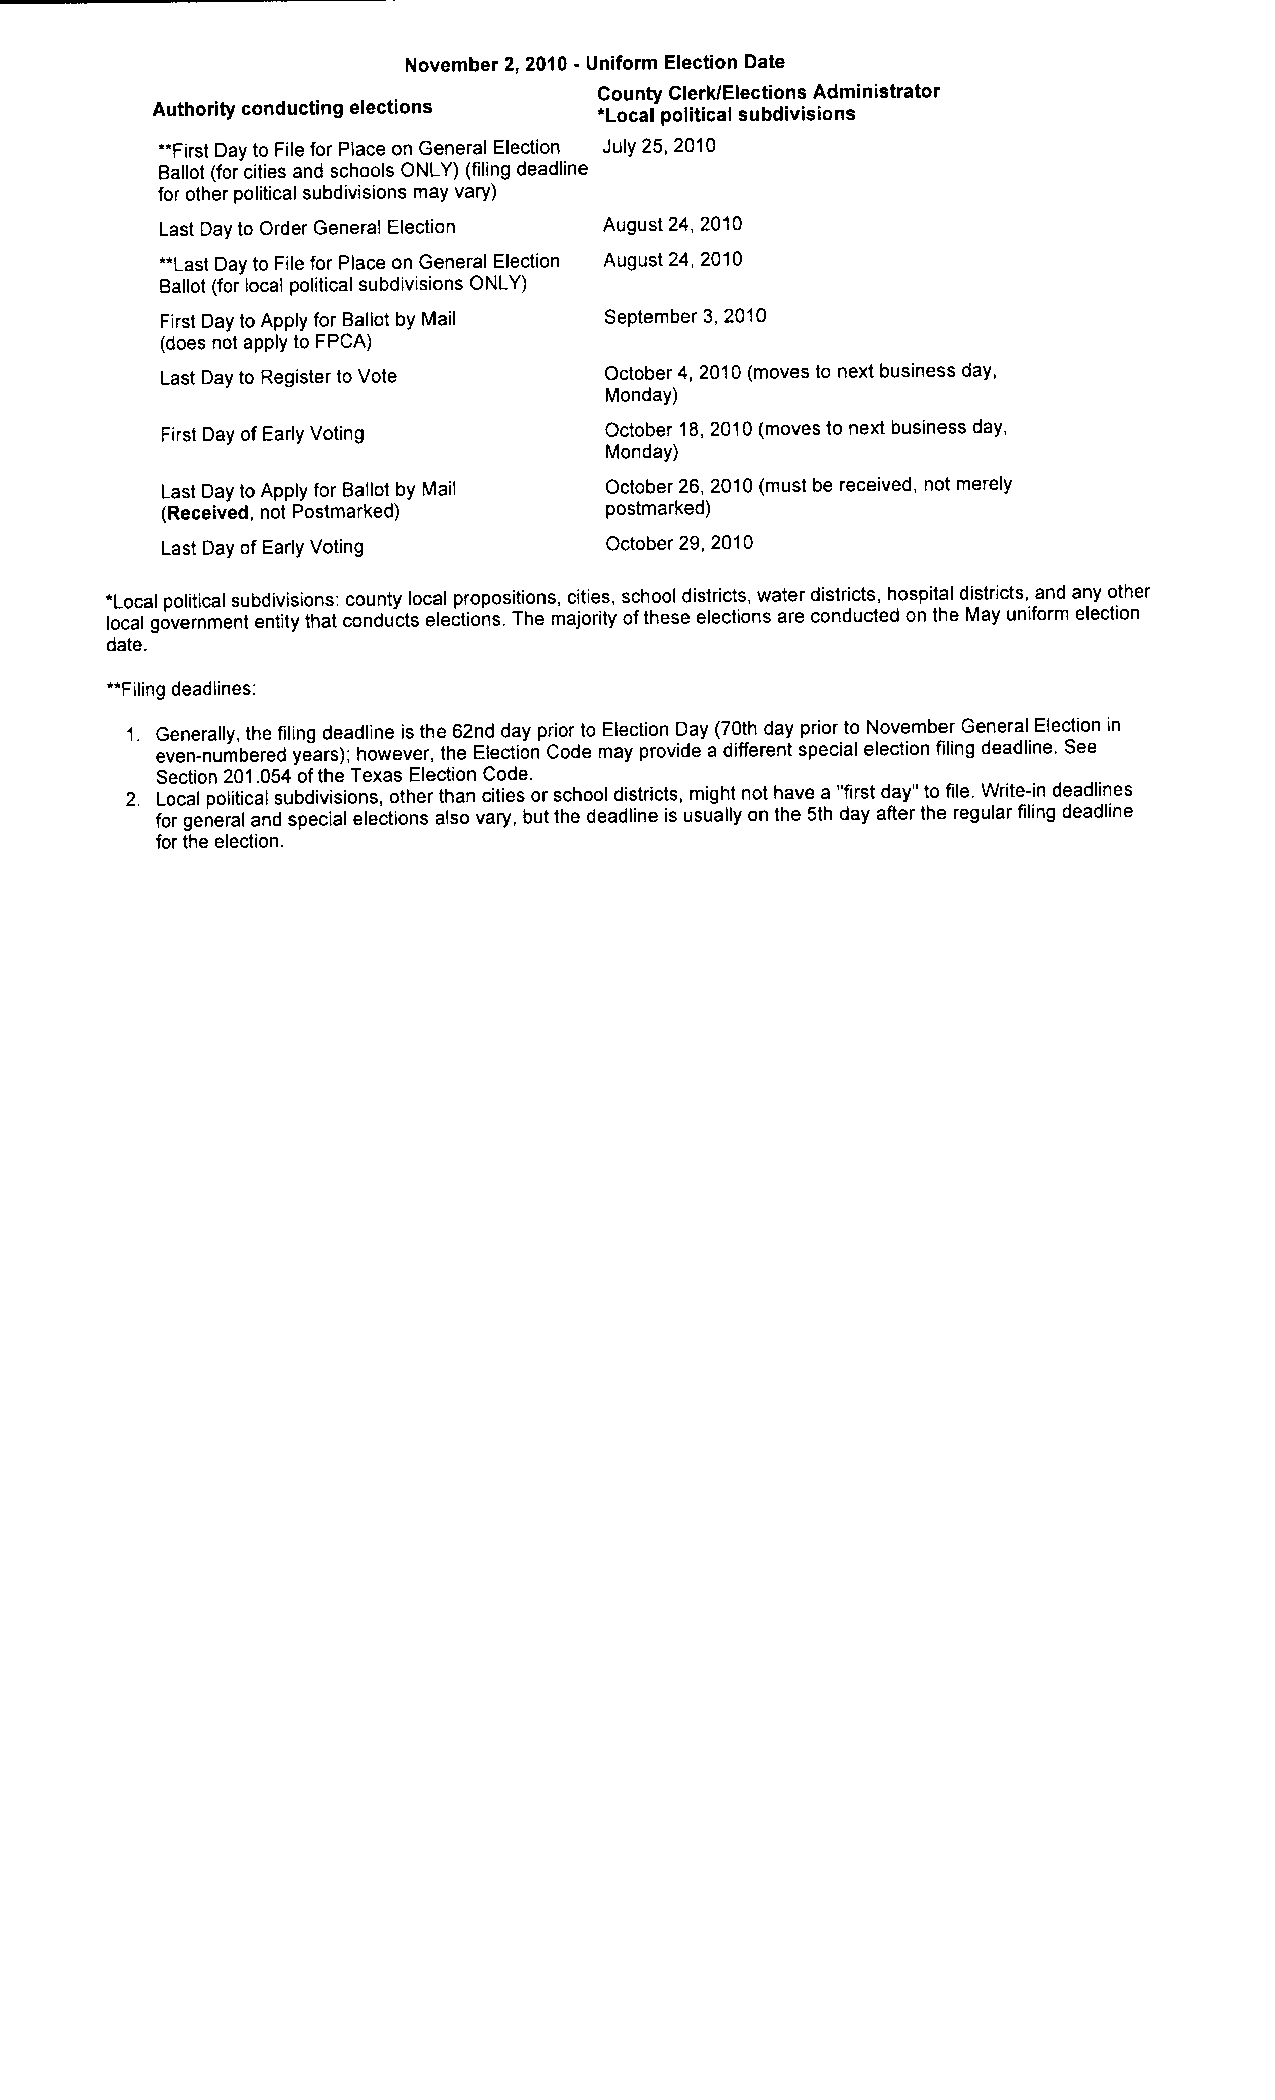 November 2, 2010 - Uniform Election Date
Authority conducting elections
County Clerk/Elections Administrator
*Local political subdivisions
**First Day to File for Place on General Election
Ballot (for cities and schools ONLY) (filing deadline
for other political subdivisions may vary)
July 25, 2010
Last Day to Order General Election
August 24, 2010
**Last Day to File for Place on General Election
Ballot (for local political subdivisions ONLY)
August 24, 2010
First Day to Apply for Ballot by Mail
(does not apply to FPCA)
September 3, 2010
Last Day to Register to Vote
October 4, 2010 (moves to next business day,
Monday)
First Day of Early Voting
October 18, 2010 (moves to next business day,
Monday)
Last Day to Apply for Ballot by Mail
(Received, not Postmarked)
October 26, 2010 (must be received, not merely
postmarked)
Last Day of Early Voting
October 29, 2010
*Local political subdivisions: county local propositions, cities, school districts, water districts, hospital districts, and any other
local government entity that conducts elections. The majority of these elections are conducted on the May uniform election
date.
**Filing deadlines:
1. Generally, the filing deadline is the 62nd day prior to Election Day (70th day prior to November General Election in
even-numbered years); however, the Election Code may provide a different special election filing deadline. See
Section 201.054 of the Texas Election Code.
2. Local political subdivisions, other than cities or school districts, might not have a "first day" to file. Write-in deadlines
for general and special elections also vary, but the deadline is usually on the 5th day after the regular filing deadline
for the election.